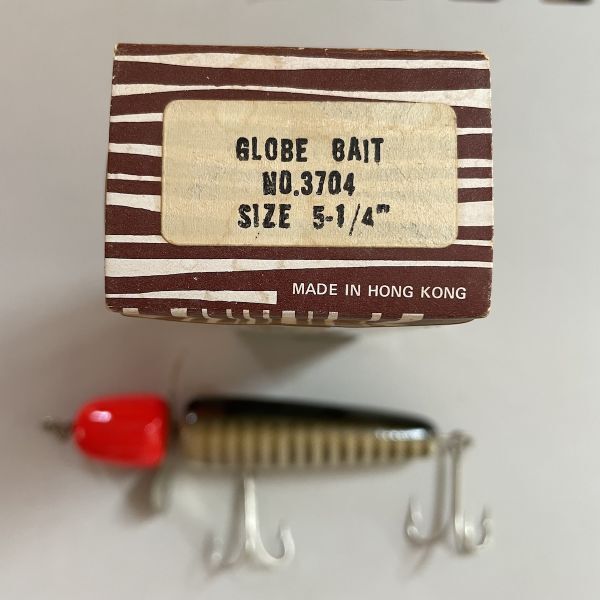 GLOBE BAIT
NO.3704
SIZE 5-1/4"
MADE IN HONG KONG